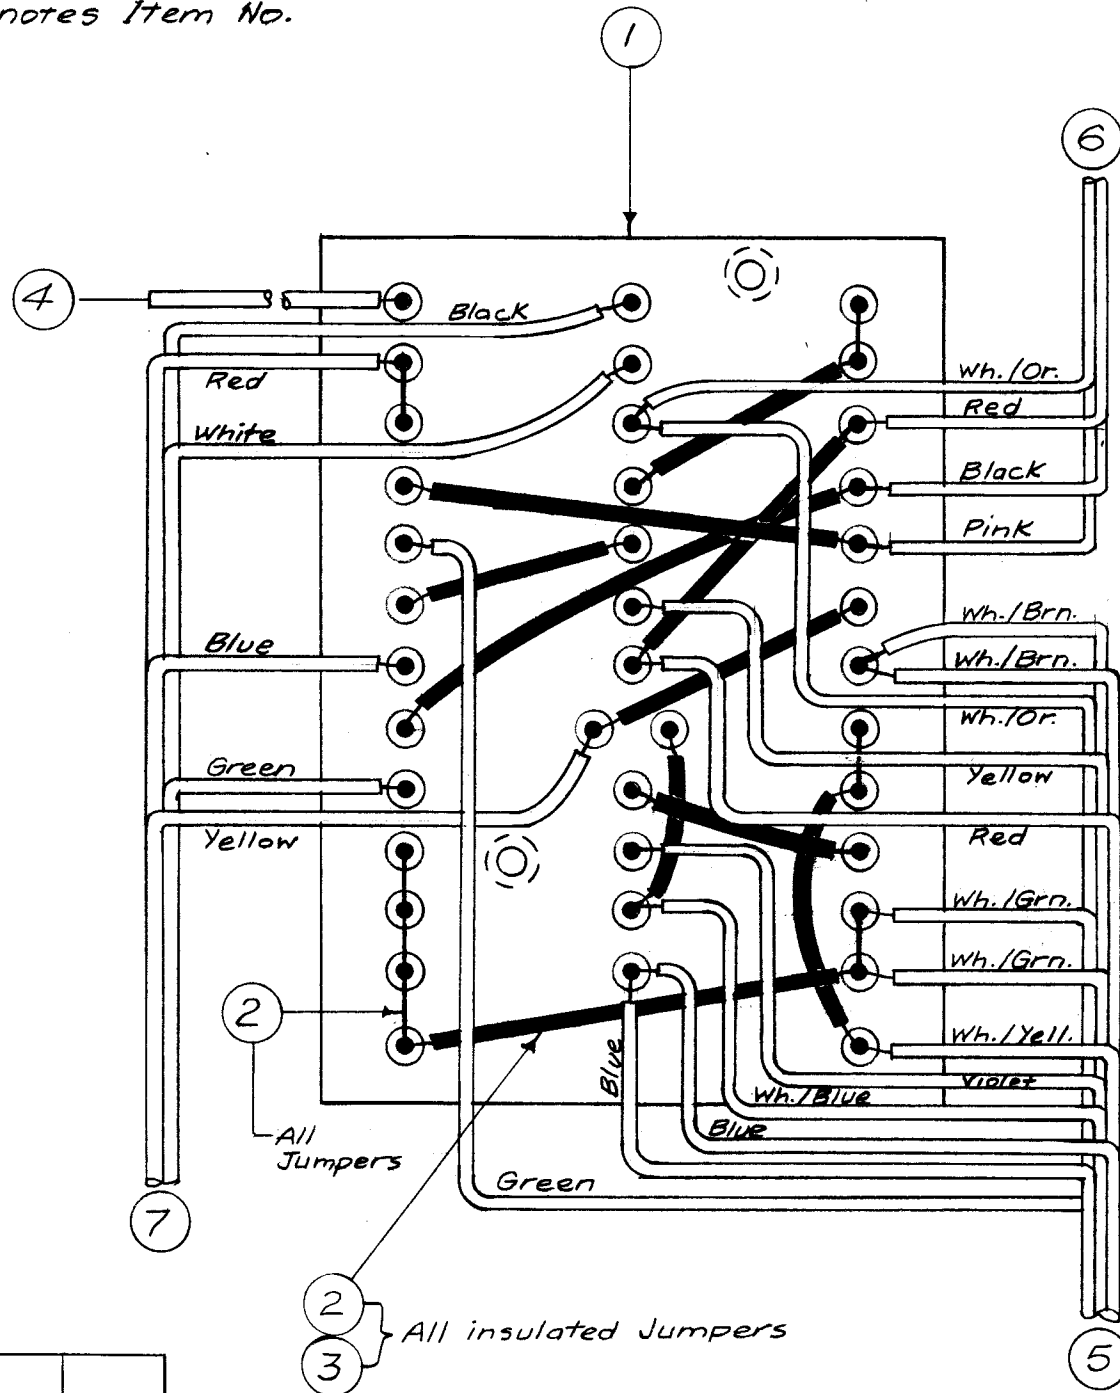 notes Item No.
1
6
4
Black
Red
White
Wh./Or.
Red
Black
Pink
Blue
Wh./Brn.
Wh./Brn.
Wh./Or.
Green
Yellow
Yellow
Red
Wh./Grn.
Wh./Grn.
2
Wh./Yell.
Blue
Violet
Wh./Blue
Blue
All
Jumpers
Green
7
2
3
All insulated Jumpers
5